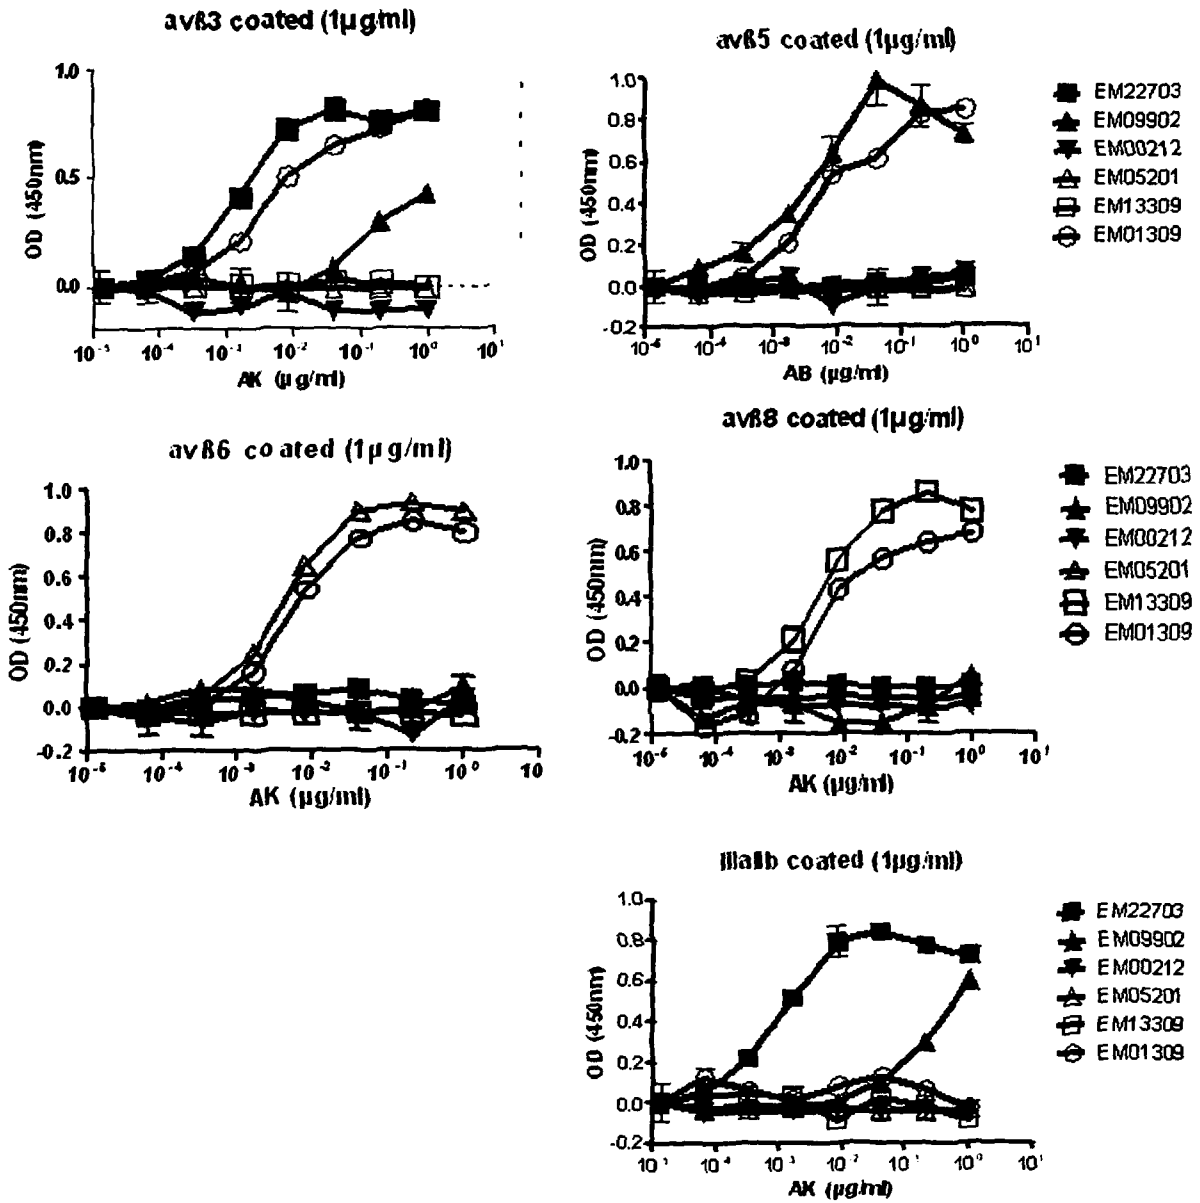 avß3 coated (1µg/ml)
OD (450nm)
1.0
0.5
0.0
10⁻⁵ 10⁻⁴ 10⁻³ 10⁻² 10⁻¹ 10⁰ 10¹
AK (µg/ml)
avß5 coated (1µg/ml)
OD (450nm)
1.0
0.8
0.6
0.4
0.2
0.0
-0.2
10⁻⁵ 10⁻⁴ 10⁻³ 10⁻² 10⁻¹ 10⁰ 10¹
AB (µg/ml)
EM22703
EM09902
EM00212
EM05201
EM13309
EM01309
avß6 coated (1µg/ml)
OD (450nm)
1.0
0.8
0.6
0.4
0.2
0.0
-0.2
10⁻⁵ 10⁻⁴ 10⁻³ 10⁻² 10⁻¹ 10⁰ 10
AK (µg/ml)
avß8 coated (1µg/ml)
OD (450nm)
1.0
0.8
0.6
0.4
0.2
0.0
-0.2
10⁻⁵ 10⁻⁴ 10⁻³ 10⁻² 10⁻¹ 10⁰ 10¹
AK (µg/ml)
EM22703
EM09902
EM00212
EM05201
EM13309
EM01309
IIIaIIb coated (1µg/ml)
OD (450nm)
1.0
0.8
0.6
0.4
0.2
0.0
-0.2
10⁻⁴ 10⁻² 10⁻¹ 10⁰ 10¹
AK (µg/ml)
EM22703
EM09902
EM00212
EM05201
EM13309
EM01309